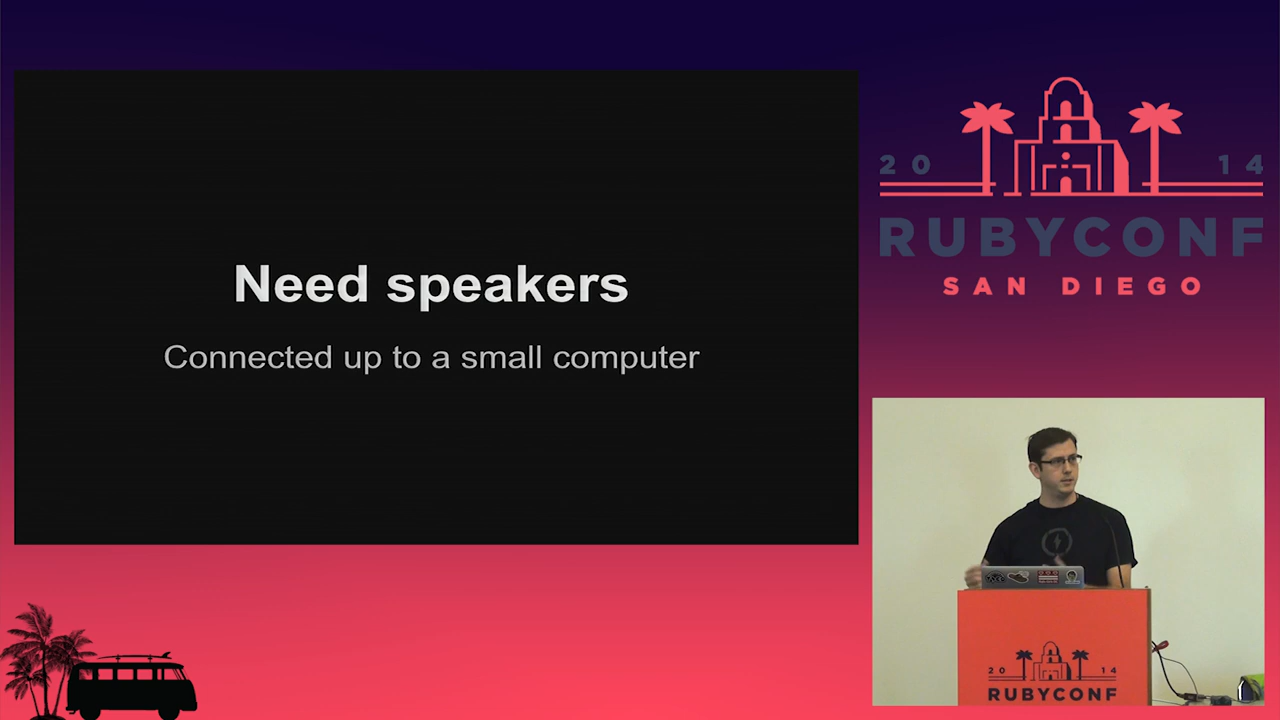 Need speakers
Connected up to a small computer
20 14
RUBYCONF
SAN DIEGO
20 14
RUBYCONF